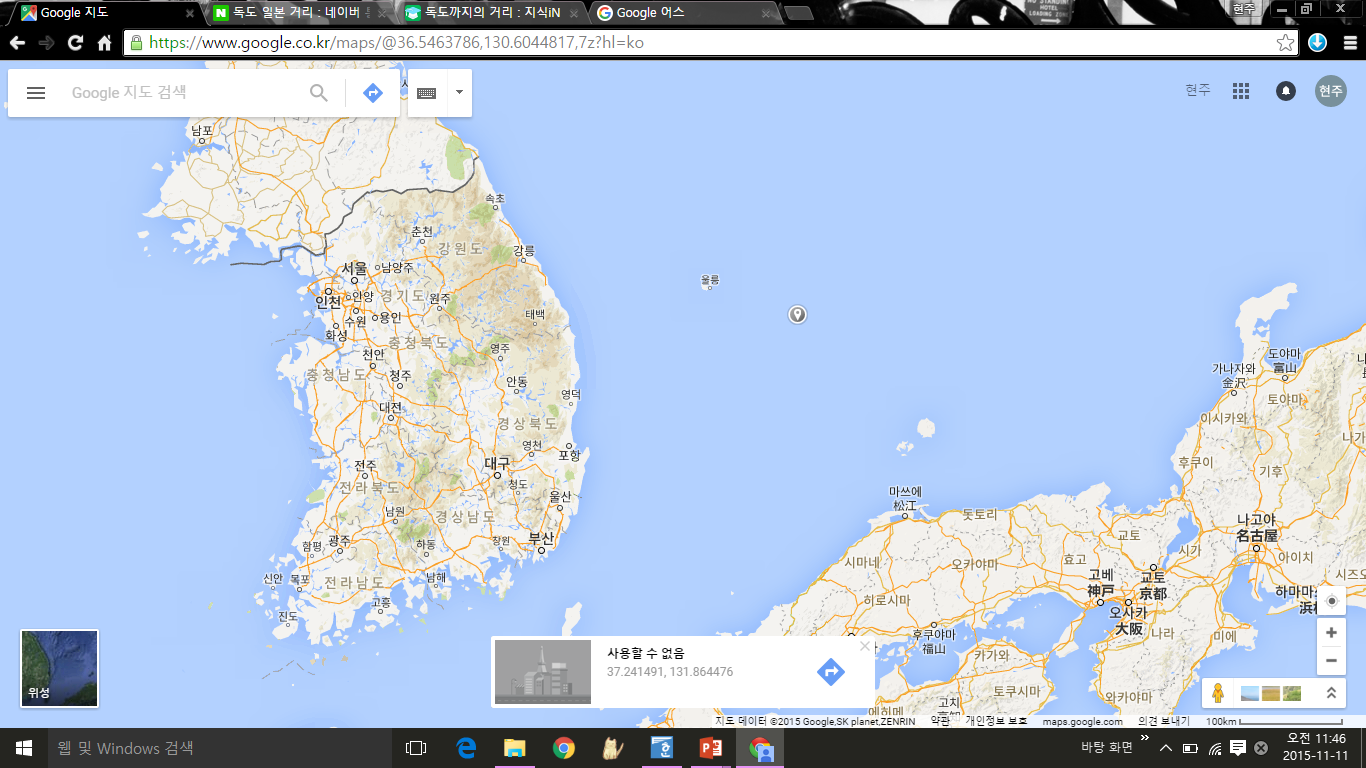 Google 지도
독도 일본 거리 : 네이버
독도까지의 거리 : 지식iN
Google 어스
현주
https://www.google.co.kr/maps/@36.5463786,130.6044817,7z?hl=ko
Google 지도 검색
현주
현주
남포
속초
춘천
강원도
강릉
서울
남양주
울릉
인천
안양
경기도
원주
수원
용인
태백
화성
충청북도
영주
천안
충청남도
청주
안동
영덕
대전
경상북도
영천
포항
전주
대구
청도
전라북도
울산
남원
경상남도
함평
광주
하동
창원
부산
신안
목포
전라남도
남해
고흥
진도
도야마
富山
가나자와
金沢
토야마
이시카와
나가
후쿠이
기후
마쓰에
松江
돗토리
나고야
名古屋
교토
시가
아이치
시마네
오카야마
효고
고베
神戸
교토
京都
시즈오
히로시마
오사카
大阪
하마마
浜松
후쿠야마
福山
나라
미에
카가와
토쿠시마
와카야마
고치
高知
에히메
사용할 수 없음
37.241491, 131.864476
위성
지도 데이터 ©2015 Google,SK planet,ZENRIN
약관
개인정보 보호
maps.google.com
의견 보내기
100km
웹 및 Windows 검색
바탕 화면
오전 11:46
2015-11-11